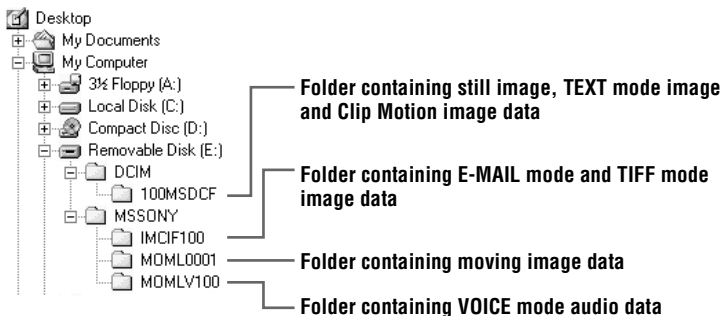 Desktop
My Documents
My Computer
3½ Floppy (A:)
Local Disk (C:)
Compact Disc (D:)
Removable Disk (E:)
DCIM
100MSDCF
MSSONY
IMCIF100
MOML0001
MOMLV100
Folder containing still image, TEXT mode image
and Clip Motion image data
Folder containing E-MAIL mode and TIFF mode
image data
Folder containing moving image data
Folder containing VOICE mode audio data